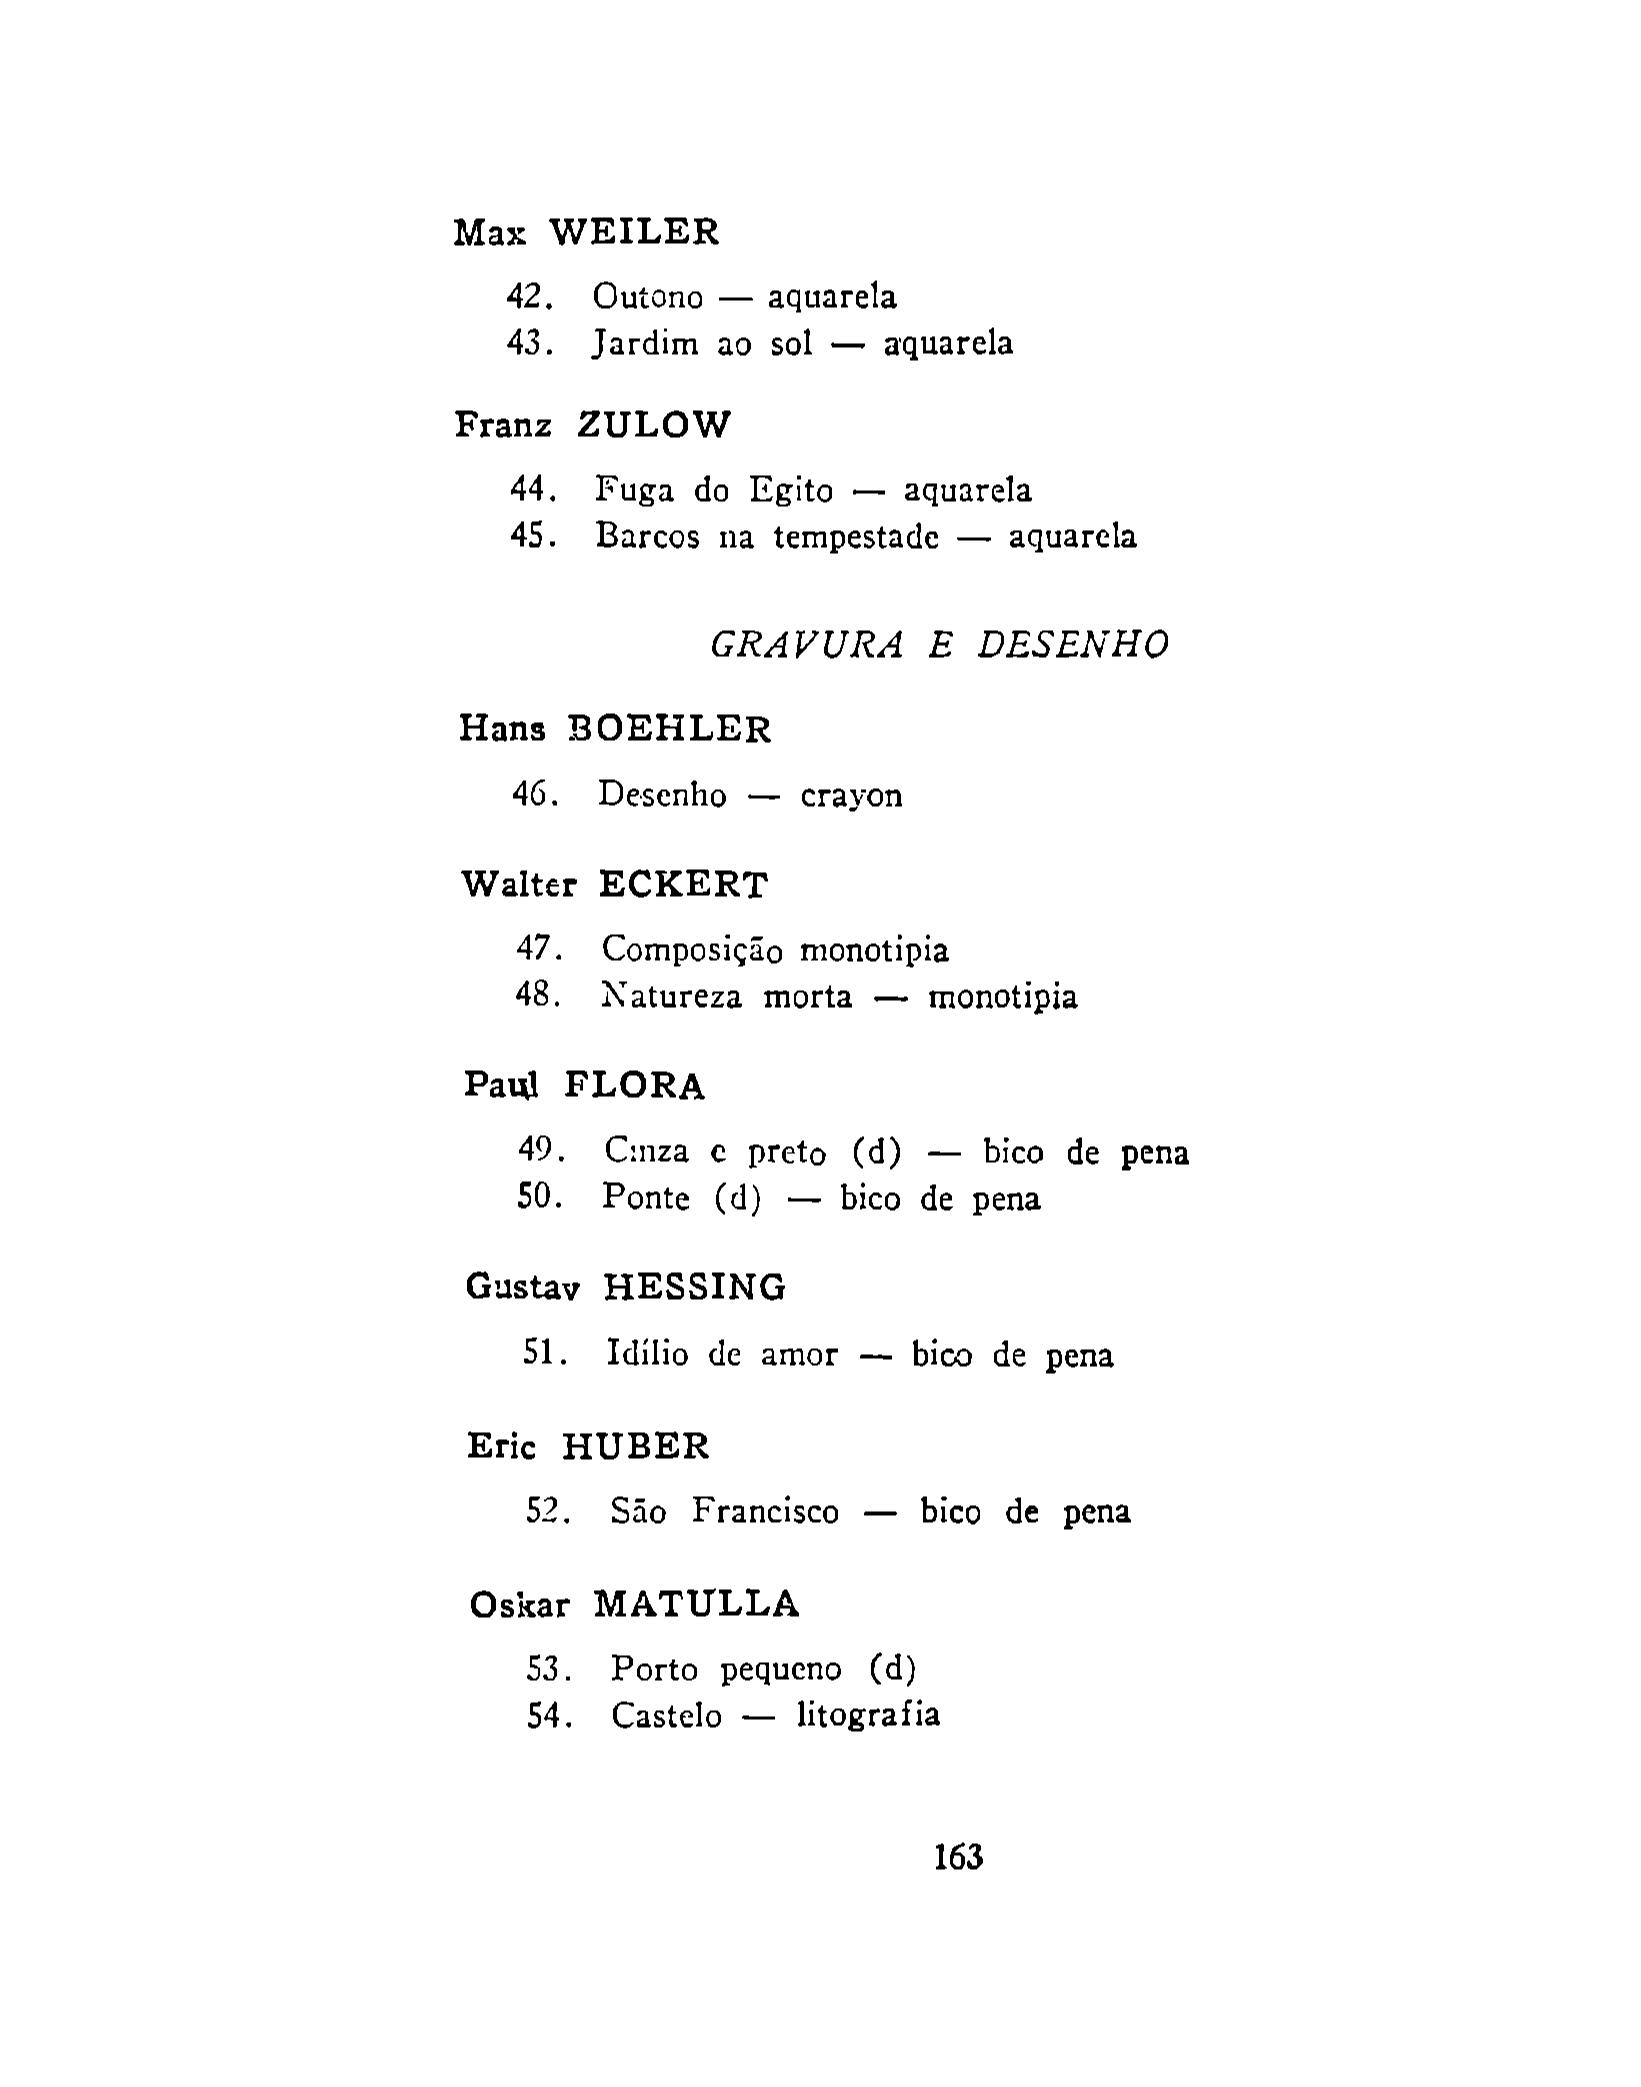 Max WEILER
42. Outono — aquarela
43. Jardim ao sol — aquarela
Franz ZULOW
44. Fuga do Egito — aquarela
45. Barcos na tempestade — aquarela
GRAVURA E DESENHO
Hans BOEHLER
46. Desenho — crayon
Walter ECKERT
47. Composição monotipia
48. Natureza morta — monotipia
Paul FLORA
49. Cinza e preto (d) — bico de pena
50. Ponte (d) — bico de pena
Gustav HESSING
51. Idílio de amor — bico de pena
Eric HUBER
52. São Francisco — bico de pena
Oskar MATULLA
53. Porto pequeno (d)
54. Castelo — litografia
163